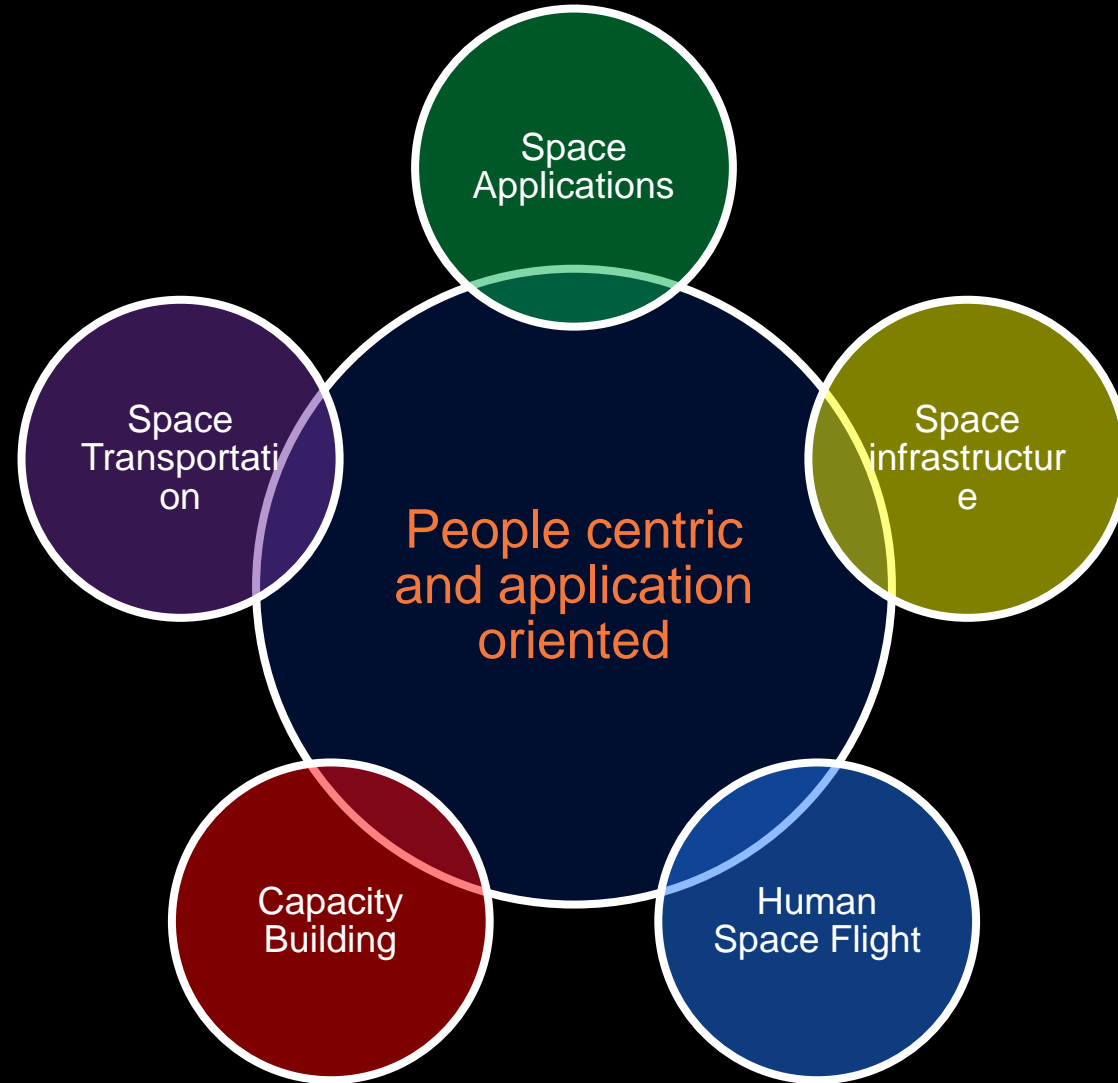 Space
Applications
Space
Transportati
on
Space
infrastructur
e
People centric
and application
oriented
Capacity
Building
Human
Space Flight